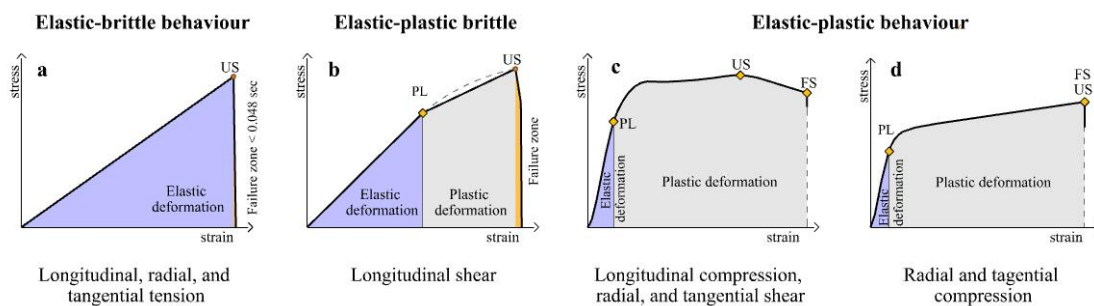 Elastic-brittle behaviour
Elastic-plastic brittle
Elastic-plastic behaviour
a
stress
US
Failure zone < 0.048 sec
Elastic
deformation
strain
Longitudinal, radial, and
tangential tension
b
stress
US
PL
Failure zone
Elastic
deformation
Plastic
deformation
strain
Longitudinal shear
c
stress
US
FS
PL
Elastic
deformation
Plastic deformation
strain
Longitudinal compression,
radial, and tangential shear
d
stress
FS
US
PL
Elastic
deformation
Plastic deformation
strain
Radial and tagential
compression